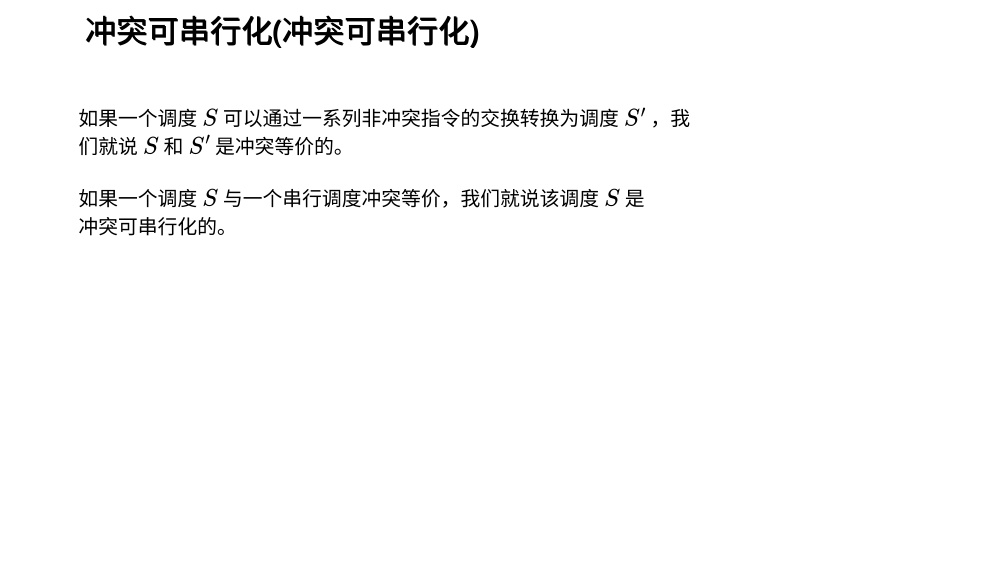 冲突可串行化(冲突可串行化)
如果一个调度 S 可以通过一系列非冲突指令的交换转换为调度 S′ ，我
们就说 S 和 S′ 是冲突等价的。
如果一个调度 S 与一个串行调度冲突等价，我们就说该调度 S 是
冲突可串行化的。